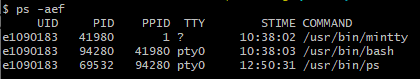 $ ps -aef
UID PID PPID TTY STIME COMMAND
e1090183 41980 1 ? 10:38:02 /usr/bin/mintty
e1090183 94280 41980 pty0 10:38:03 /usr/bin/bash
e1090183 69532 94280 pty0 12:50:31 /usr/bin/ps